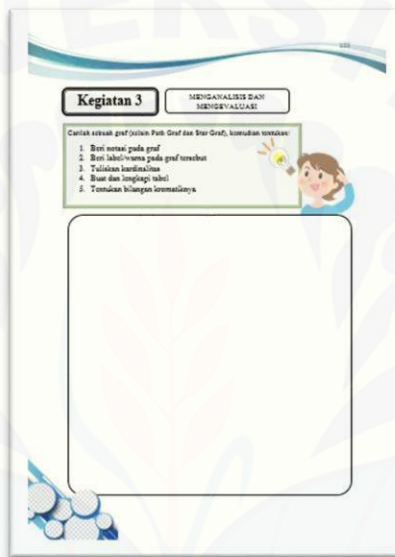 Kegiatan 3
MENGANALISIS DAN
MENGEVALUASI
Carilah sebuah graf (selain Path Graf dan Star Graf), kemudian tentukan:
1. Beri notasi pada graf
2. Beri label/warna pada graf tersebut
3. Tuliskan kardinalitas
4. Buat dan lengkapi tabel
5. Tentukan bilangan kromatiknya